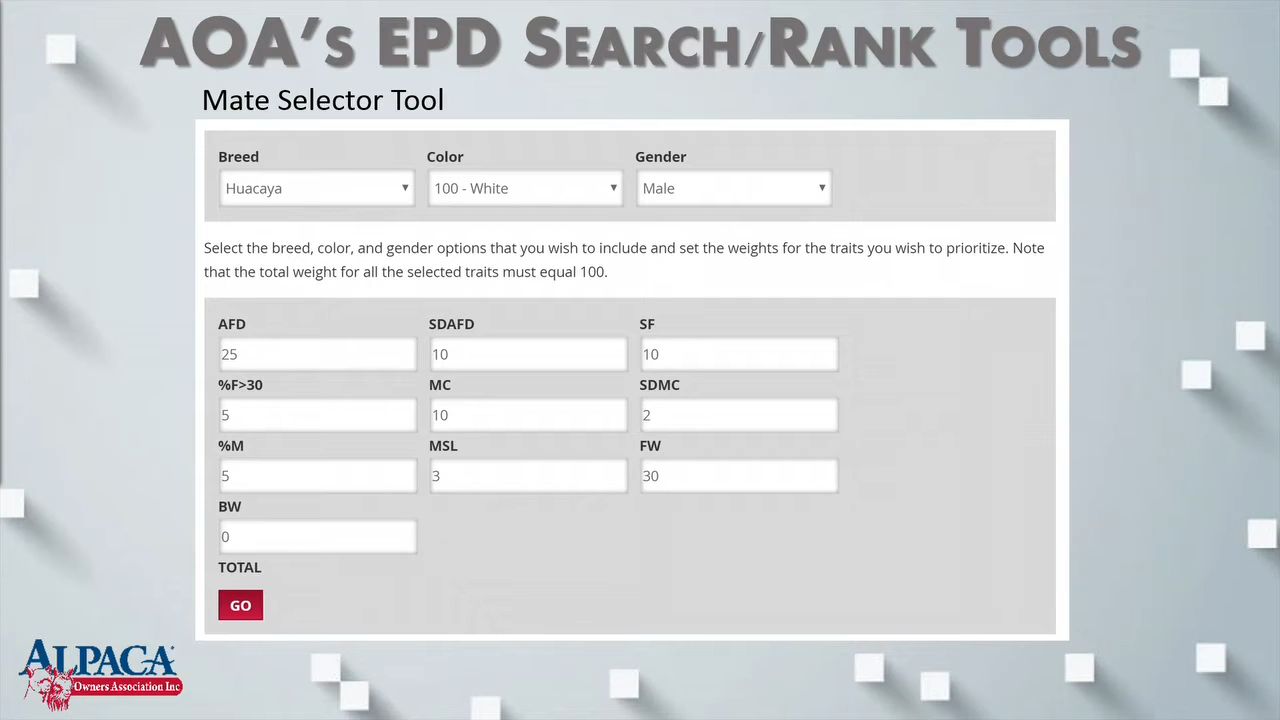 AOA's EPD Search/Rank Tools
Mate Selector Tool
Breed Color Gender
Huacaya 100 - White Male
Select the breed, color, and gender options that you wish to include and set the weights for the traits you wish to prioritize. Note
that the total weight for all the selected traits must equal 100.
AFD SDAFD SF
25 10 10
%F>30 MC SDMC
5 10 2
%M MSL FW
5 3 30
BW
0
TOTAL
GO
ALPACA
Owners Association Inc